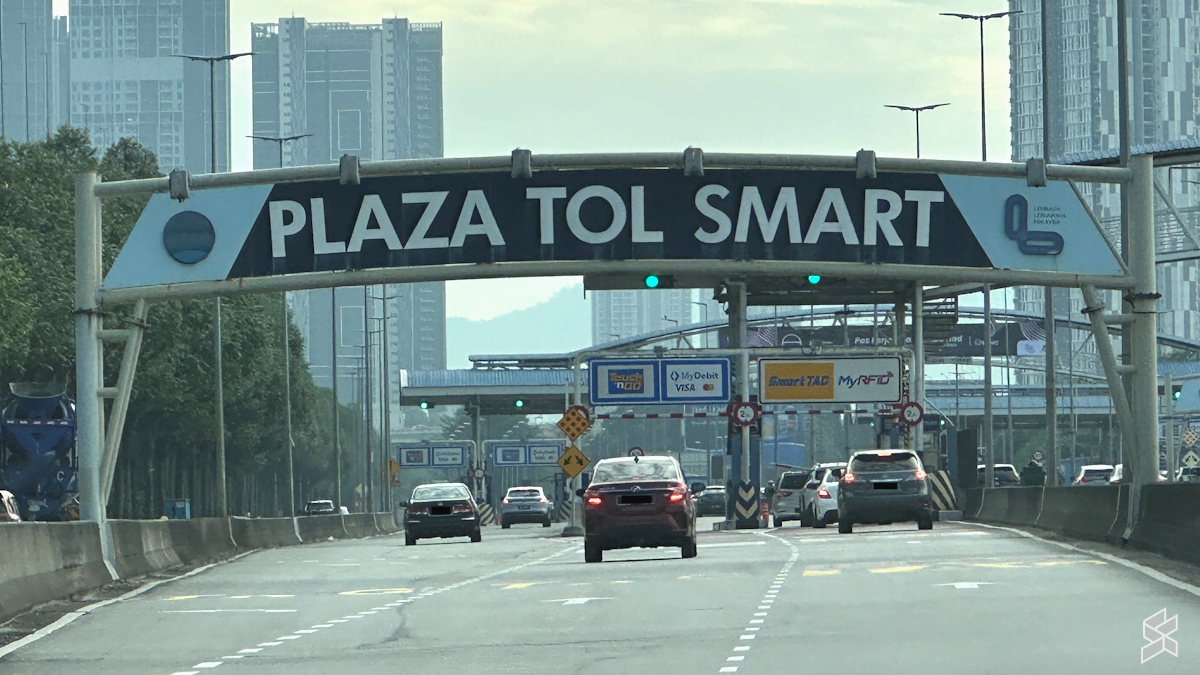 PLAZA TOL SMART
LEMBAGA
LEBUHRAYA
MALAYSIA
Touch
'n GO
MyDebit
VISA
SmartTAG
MyRFID